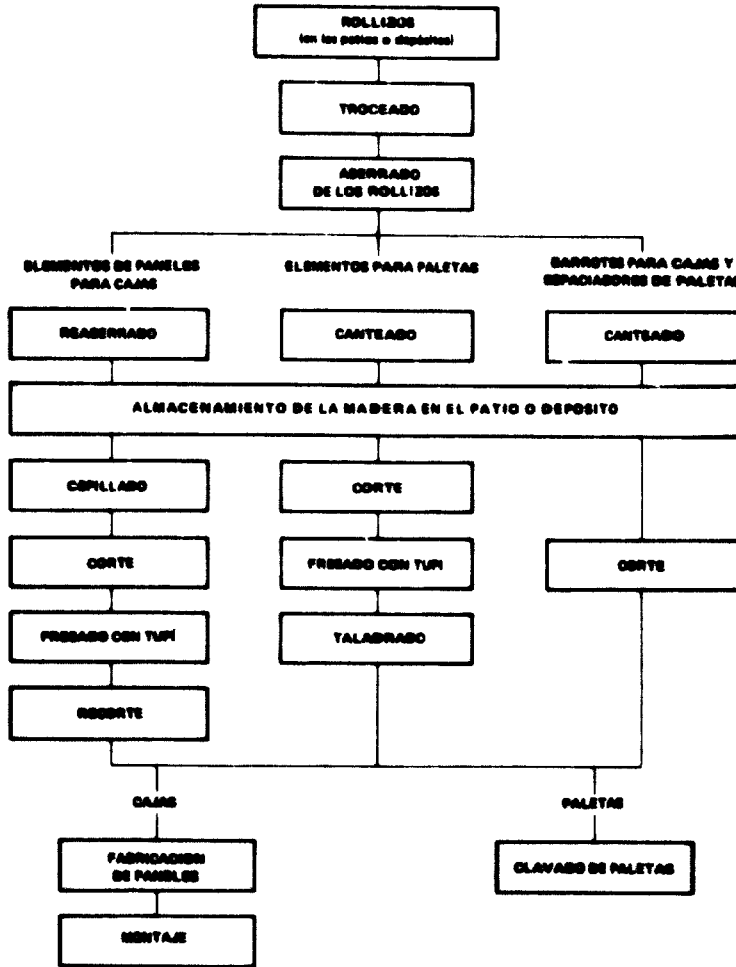 ROLLIZOS
(en los patios o depósitos)
TROCEADO
ASERRADO
DE LOS ROLLIZOS
ELEMENTOS DE PANELES
PARA CAJAS
ELEMENTOS PARA PALETAS
BARROTES PARA CAJAS Y
ESPACIADORES DE PALETAS
REASERRADO
CANTEADO
CANTEADO
ALMACENAMIENTO DE LA MADERA EN EL PATIO O DEPOSITO
CEPILLADO
CORTE
CORTE
FRESADO CON TUPI
CORTE
FRESADO CON TUPÍ
TALADRADO
RECORTE
CAJAS
PALETAS
FABRICACION
DE PANELES
CLAVADO DE PALETAS
MONTAJE